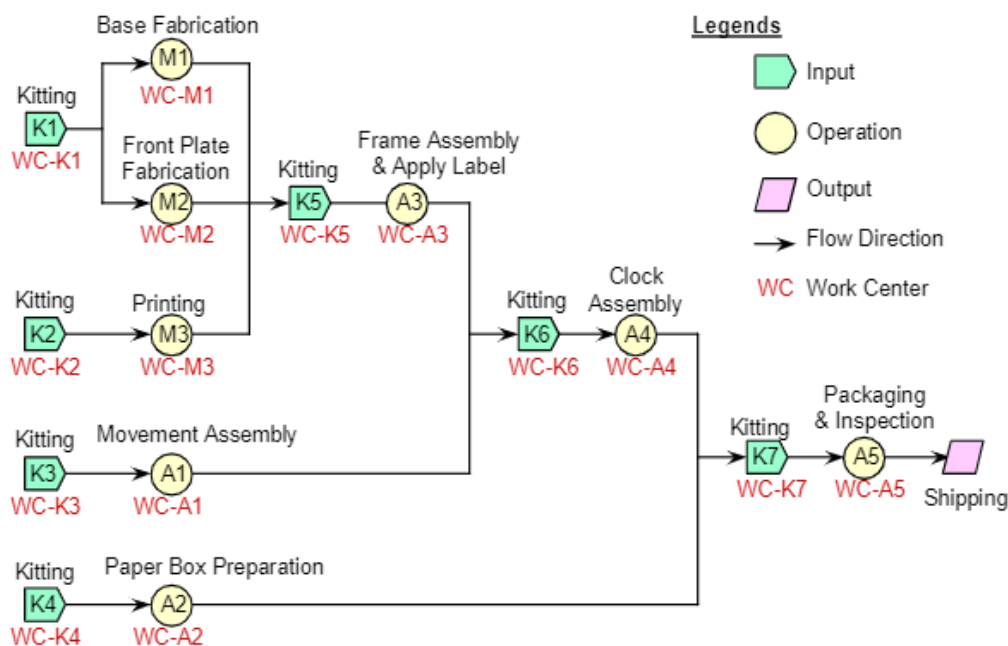 Base Fabrication
M1
WC-M1
Kitting
K1
WC-K1
Front Plate
Fabrication
M2
WC-M2
Kitting
K5
WC-K5
Frame Assembly
& Apply Label
A3
WC-A3
Kitting
K2
WC-K2
Printing
M3
WC-M3
Kitting
K6
WC-K6
Clock
Assembly
A4
WC-A4
Kitting
K3
WC-K3
Movement Assembly
A1
WC-A1
Kitting
K7
WC-K7
Packaging
& Inspection
A5
WC-A5
Shipping
Kitting
K4
WC-K4
Paper Box Preparation
A2
WC-A2
Legends
Input
Operation
Output
Flow Direction
WC Work Center